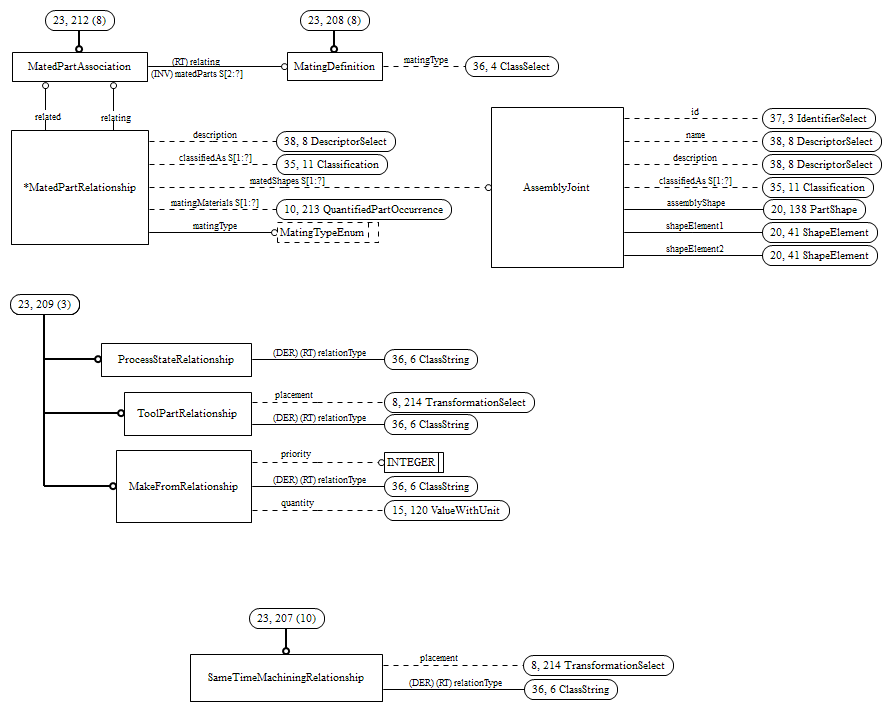 23, 212 (8)
23, 208 (8)
MatedPartAssociation
(RT) relating
(INV) matedParts S[2:?]
MatingDefinition
matingType
36, 4 ClassSelect
related
relating
*MatedPartRelationship
description
38, 8 DescriptorSelect
classifiedAs S[1:?]
35, 11 Classification
matedShapes S[1:?]
matingMaterials S[1:?]
10, 213 QuantifiedPartOccurrence
matingType
MatingTypeEnum
AssemblyJoint
id
37, 3 IdentifierSelect
name
38, 8 DescriptorSelect
description
38, 8 DescriptorSelect
classifiedAs S[1:?]
35, 11 Classification
assemblyShape
20, 138 PartShape
shapeElement1
20, 41 ShapeElement
shapeElement2
20, 41 ShapeElement
23, 209 (3)
ProcessStateRelationship
(DER) (RT) relationType
36, 6 ClassString
ToolPartRelationship
placement
8, 214 TransformationSelect
(DER) (RT) relationType
36, 6 ClassString
MakeFromRelationship
priority
INTEGER
(DER) (RT) relationType
36, 6 ClassString
quantity
15, 120 ValueWithUnit
23, 207 (10)
SameTimeMachiningRelationship
placement
8, 214 TransformationSelect
(DER) (RT) relationType
36, 6 ClassString